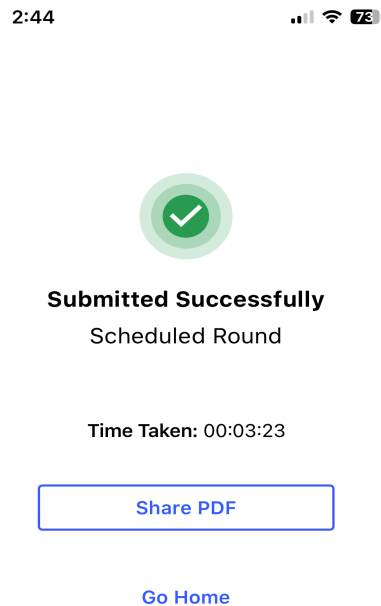 2:44
73
Submitted Successfully
Scheduled Round
Time Taken: 00:03:23
Share PDF
Go Home